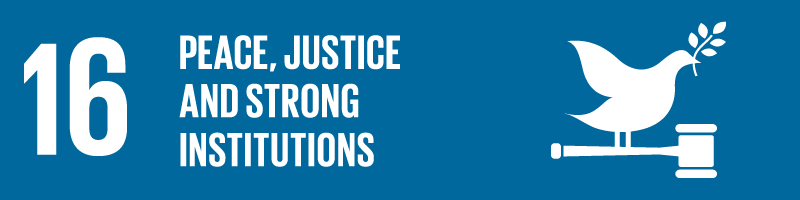 16
PEACE, JUSTICE
AND STRONG
INSTITUTIONS